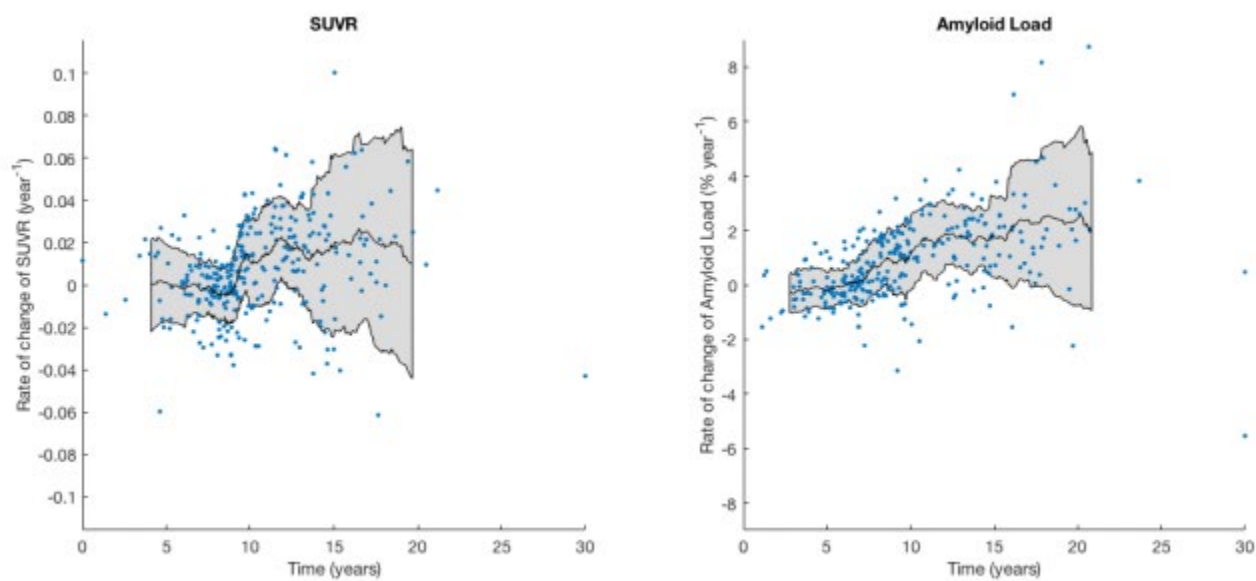 SUVR
0.1
0.08
0.06
0.04
0.02
0
-0.02
-0.04
-0.06
-0.08
-0.1
Rate of change of SUVR (year⁻¹)
0 5 10 15 20 25 30
Time (years)
Amyloid Load
8
6
4
2
0
-2
-4
-6
-8
Rate of change of Amyloid Load (% year⁻¹)
0 5 10 15 20 25 30
Time (years)